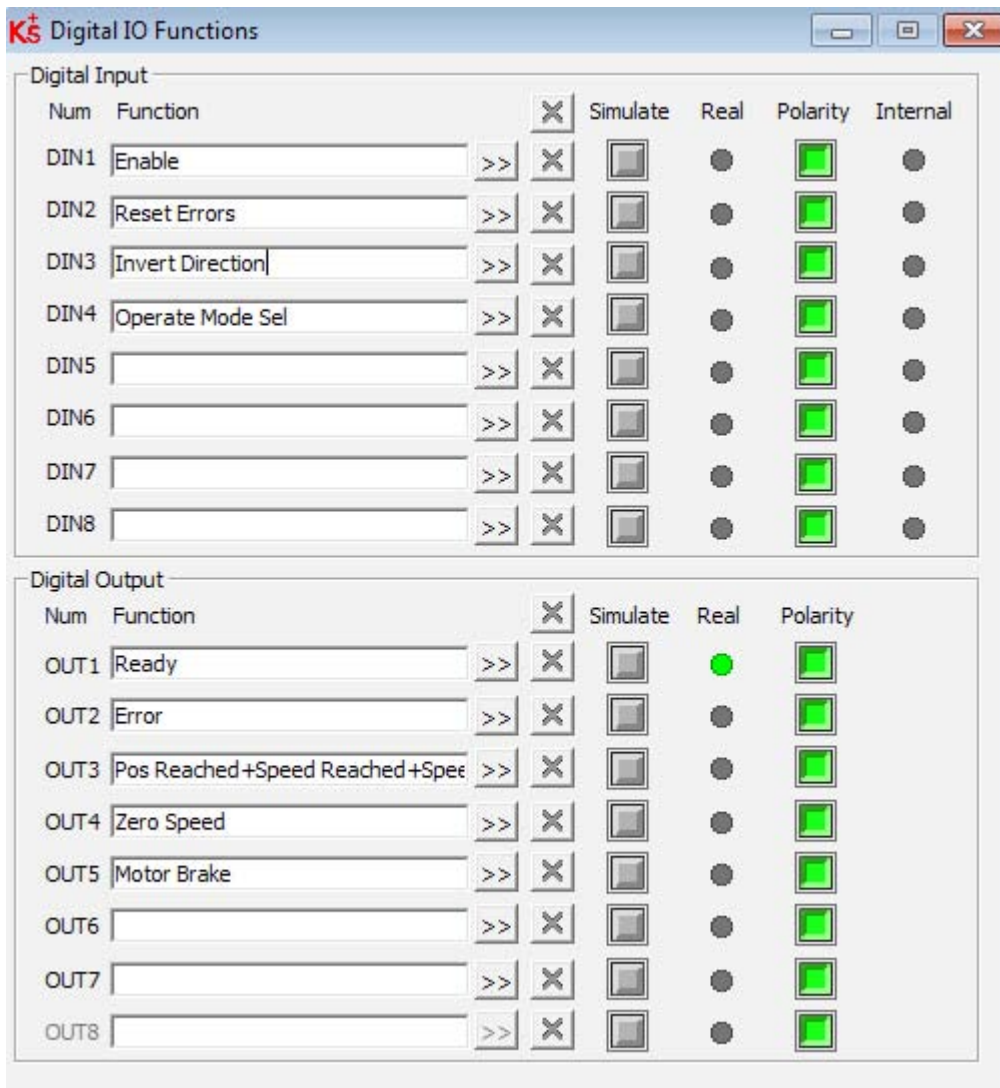 K+S Digital IO Functions
Digital Input
Num Function Simulate Real Polarity Internal
DIN1 Enable >>
DIN2 Reset Errors >>
DIN3 Invert Direction >>
DIN4 Operate Mode Sel >>
DIN5 >>
DIN6 >>
DIN7 >>
DIN8 >>
Digital Output
Num Function Simulate Real Polarity
OUT1 Ready >>
OUT2 Error >>
OUT3 Pos Reached+Speed Reached+Spee >>
OUT4 Zero Speed >>
OUT5 Motor Brake >>
OUT6 >>
OUT7 >>
OUT8 >>